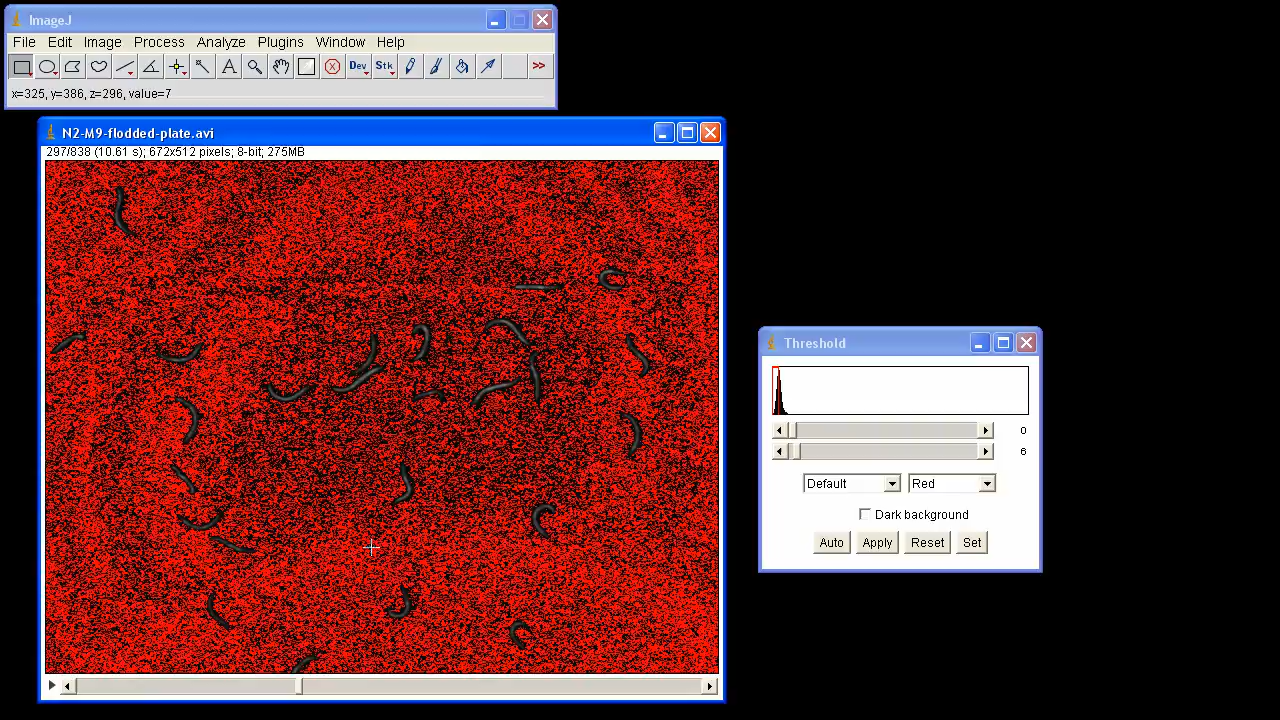 ImageJ
File Edit Image Process Analyze Plugins Window Help
A Dev Stk >>
x=325, y=386, z=296, value=7
N2-M9-flodded-plate.avi
297/838 (10.61 s); 672x512 pixels; 8-bit; 275MB
Threshold
0
6
Default Red
Dark background
Auto Apply Reset Set